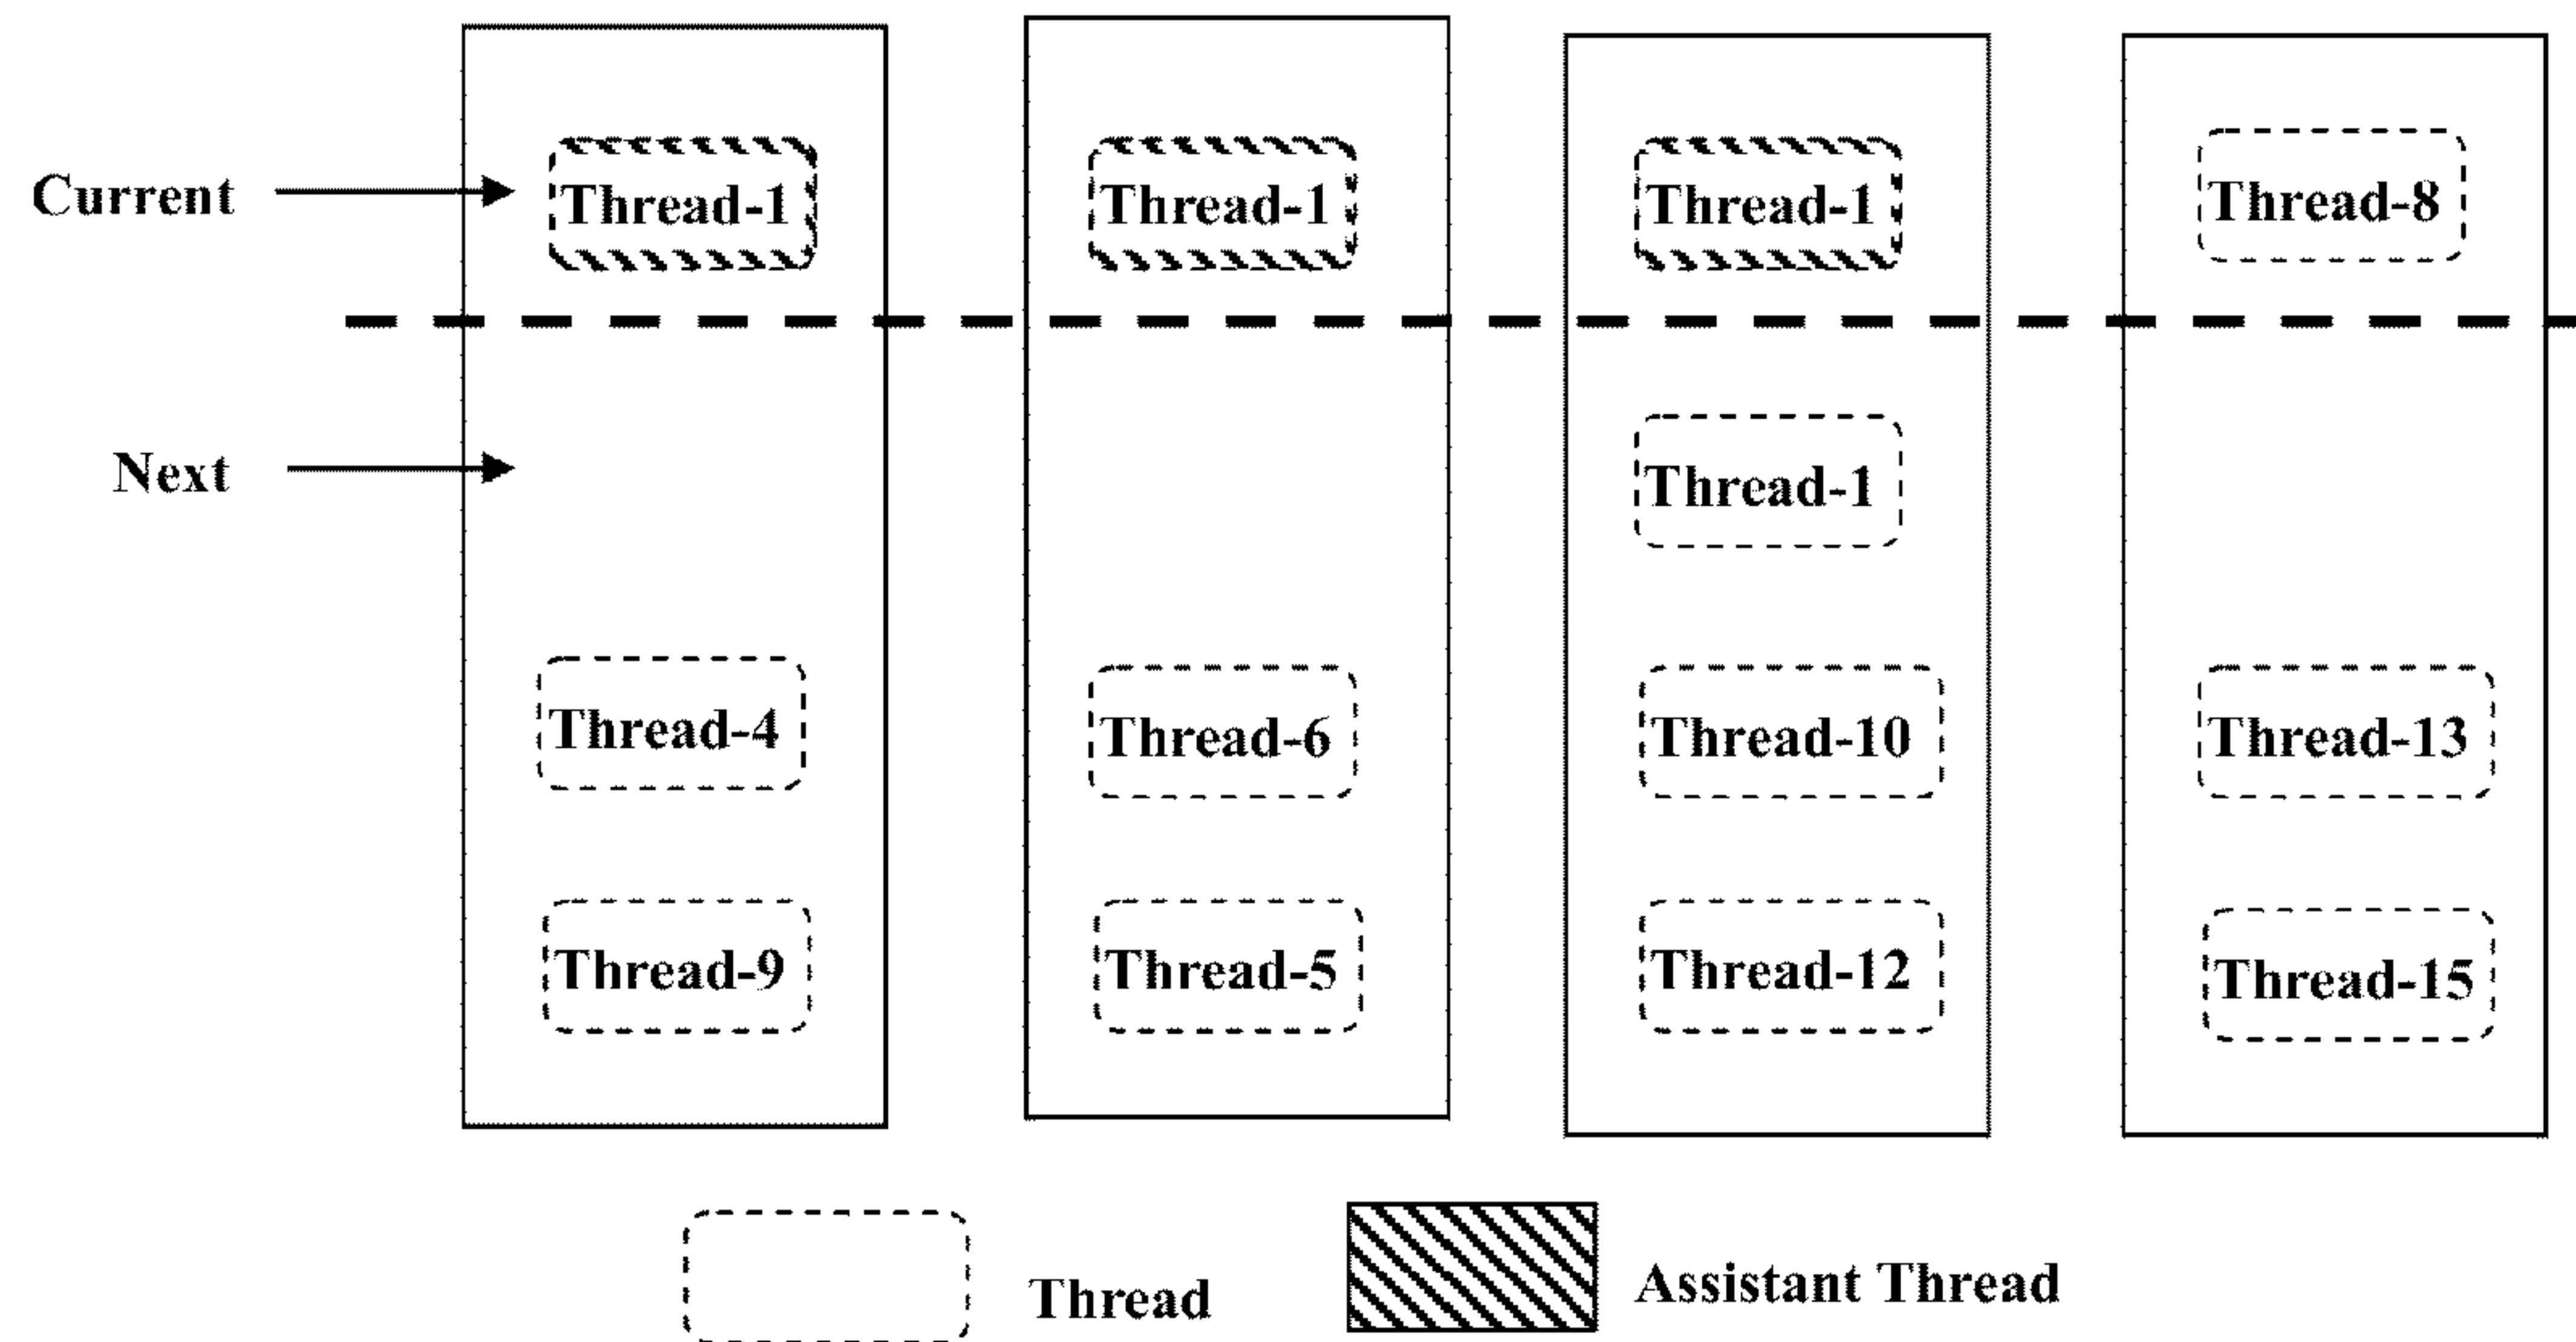 Current Thread-1 Thread-1 Thread-1 Thread-8
Next Thread-1
Thread-4 Thread-6 Thread-10 Thread-13
Thread-9 Thread-5 Thread-12 Thread-15
Thread Assistant Thread